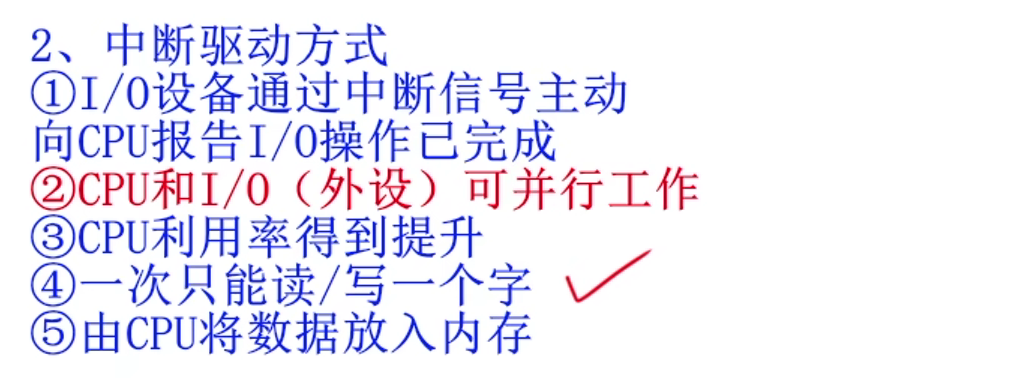 2、中断驱动方式
①I/O设备通过中断信号主动
向CPU报告I/O操作已完成
②CPU和I/O（外设）可并行工作
③CPU利用率得到提升
④一次只能读/写一个字
⑤由CPU将数据放入内存